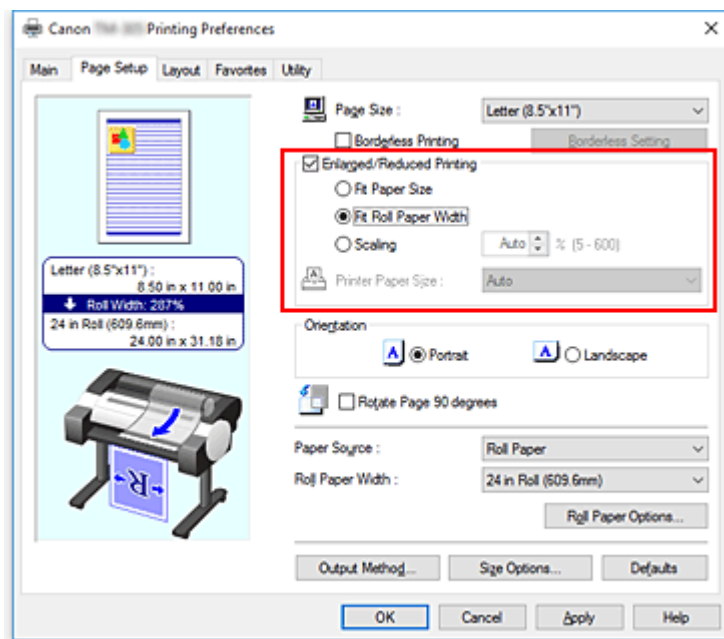 Canon Printing Preferences
Main Page Setup Layout Favorites Utility
Page Size : Letter (8.5"x11")
Borderless Printing Borderless Setting
Enlarged/Reduced Printing
Fit Paper Size
Fit Roll Paper Width
Scaling Auto % (5 - 600)
Printer Paper Size : Auto
Letter (8.5"x11") :
8.50 in x 11.00 in
Roll Width: 287%
24 in Roll (609.6mm) :
24.00 in x 31.18 in
R
Orientation
A Portrait A Landscape
Rotate Page 90 degrees
Paper Source : Roll Paper
Roll Paper Width : 24 in Roll (609.6mm)
Roll Paper Options...
Output Method... Size Options... Defaults
OK Cancel Apply Help